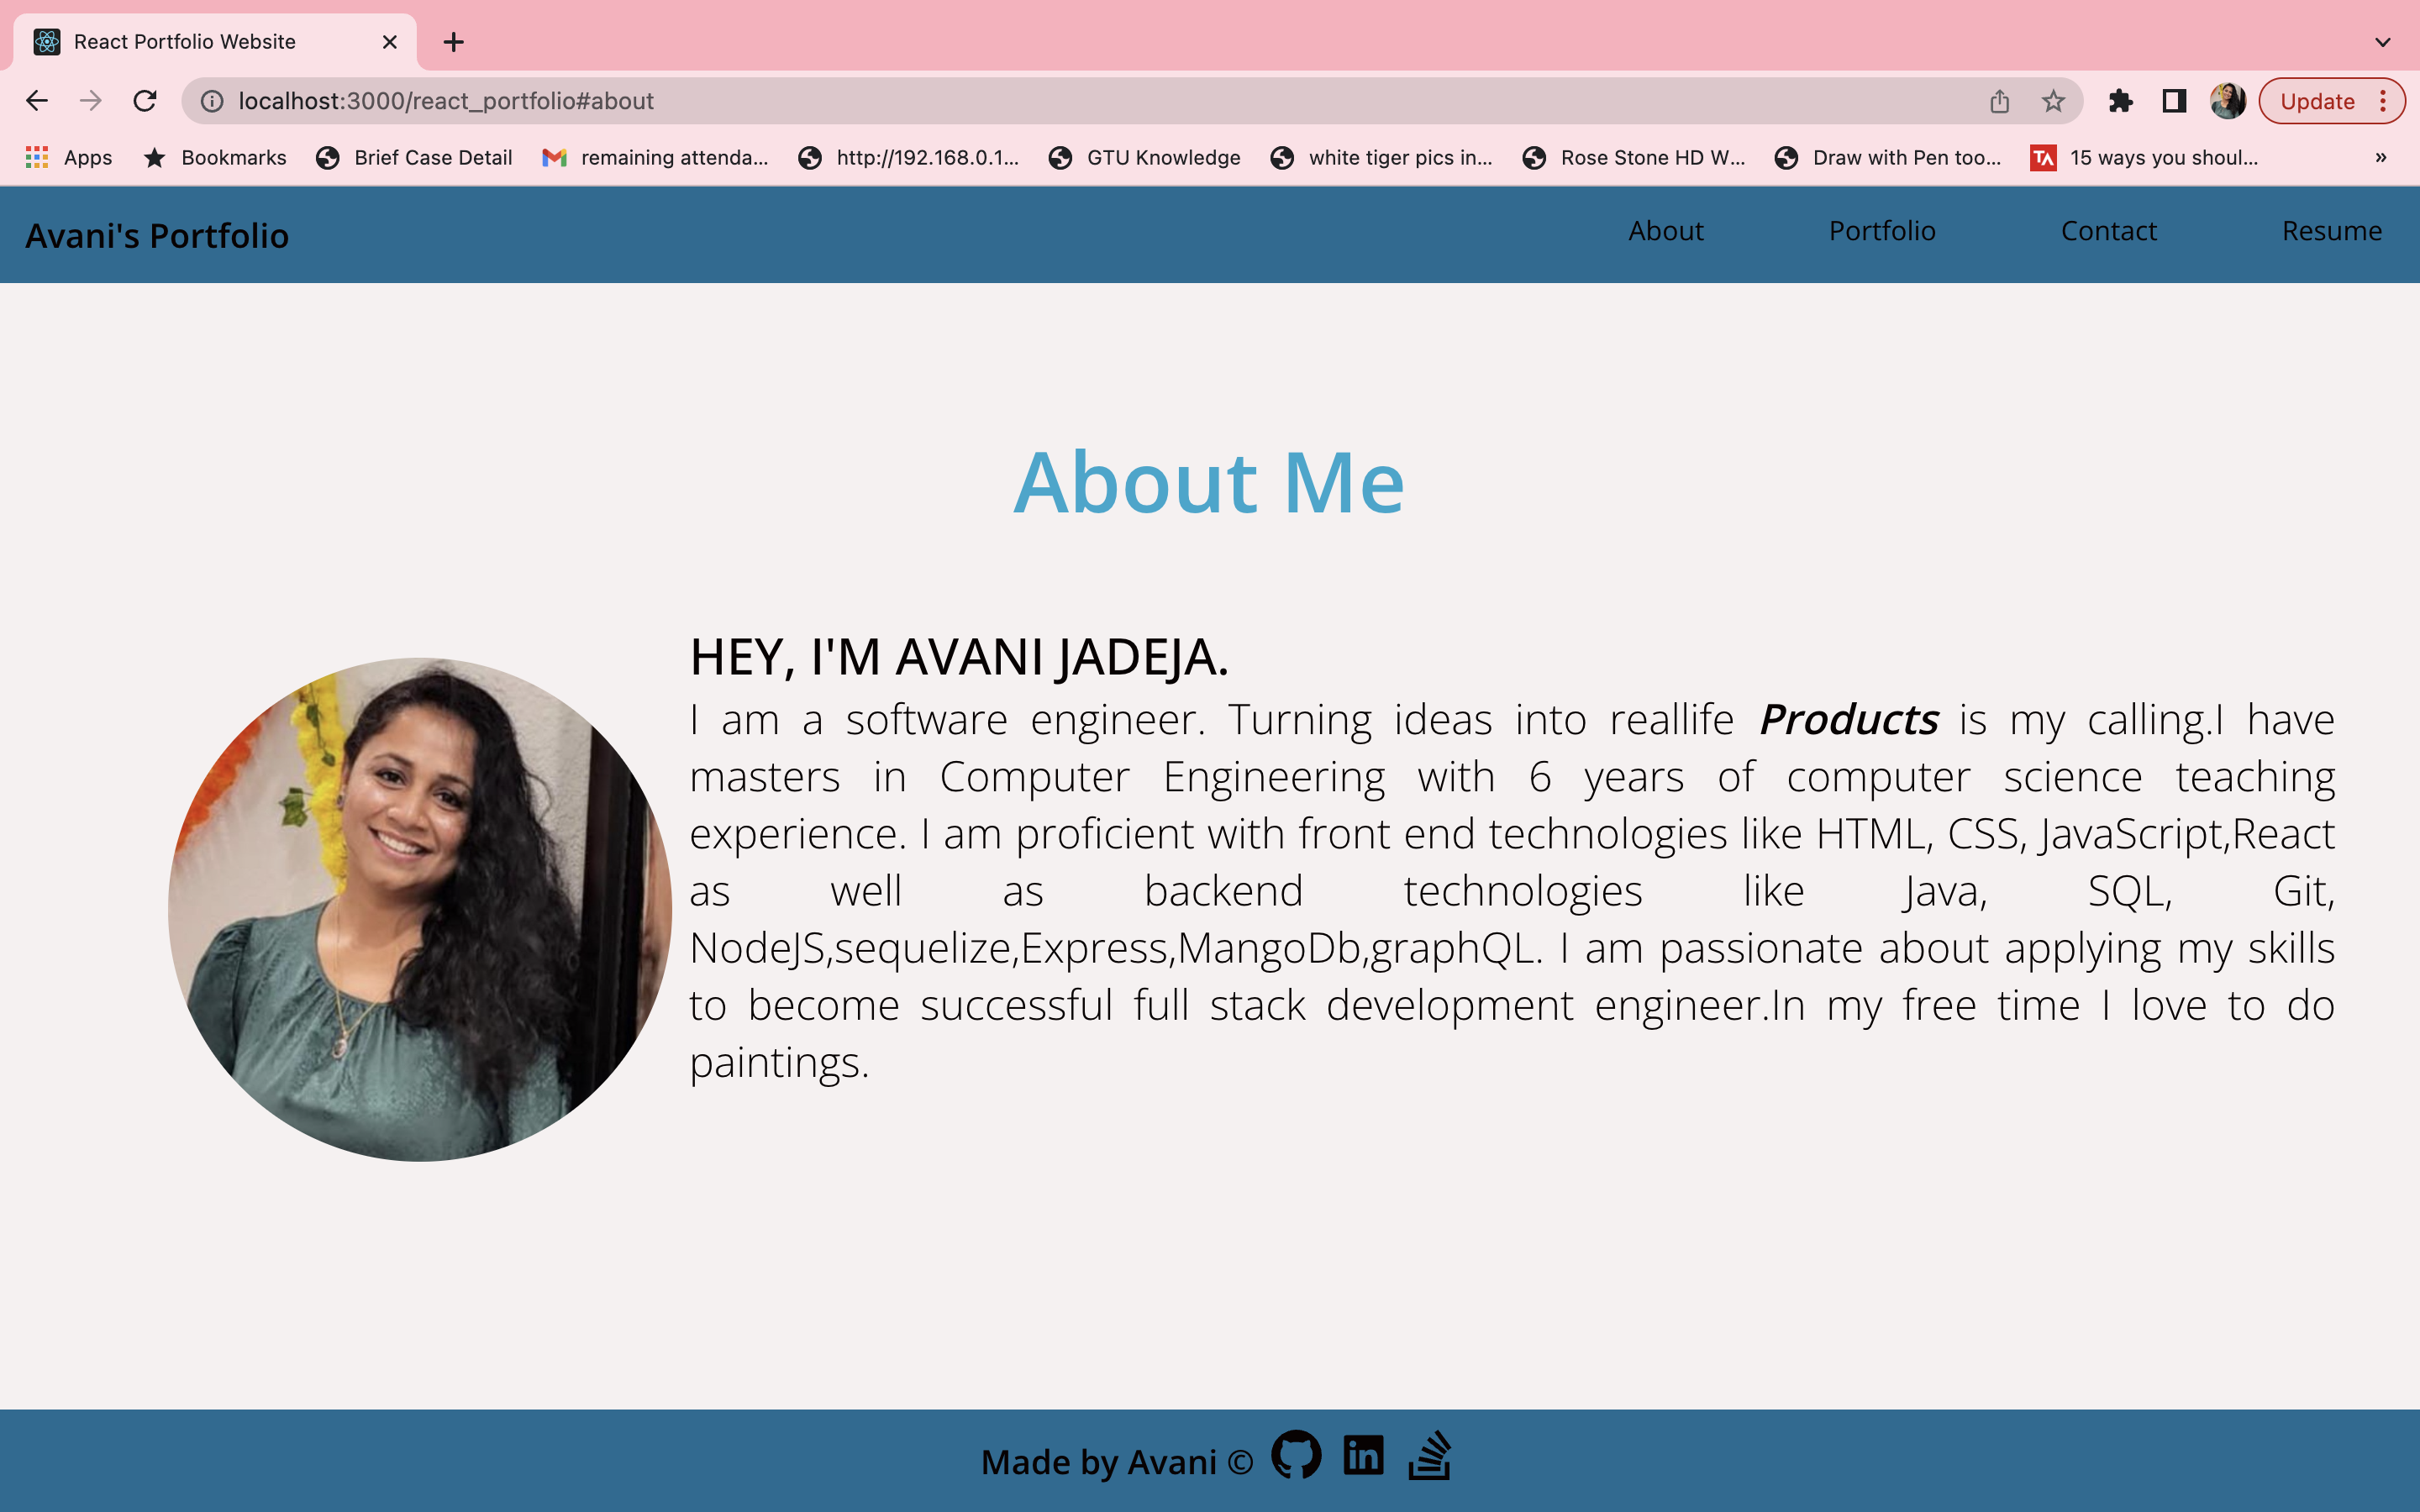 React Portfolio Website
localhost:3000/react_portfolio#about
Update
Apps Bookmarks Brief Case Detail remaining attenda... http://192.168.0.1... GTU Knowledge white tiger pics in... Rose Stone HD W... Draw with Pen too... TA 15 ways you shoul... »
Avani's Portfolio About Portfolio Contact Resume
About Me
HEY, I'M AVANI JADEJA.
I am a software engineer. Turning ideas into reallife Products is my calling.I have
masters in Computer Engineering with 6 years of computer science teaching
experience. I am proficient with front end technologies like HTML, CSS, JavaScript,React
as well as backend technologies like Java, SQL, Git,
NodeJS,sequelize,Express,MangoDb,graphQL. I am passionate about applying my skills
to become successful full stack development engineer.In my free time I love to do
paintings.
Made by Avani © in